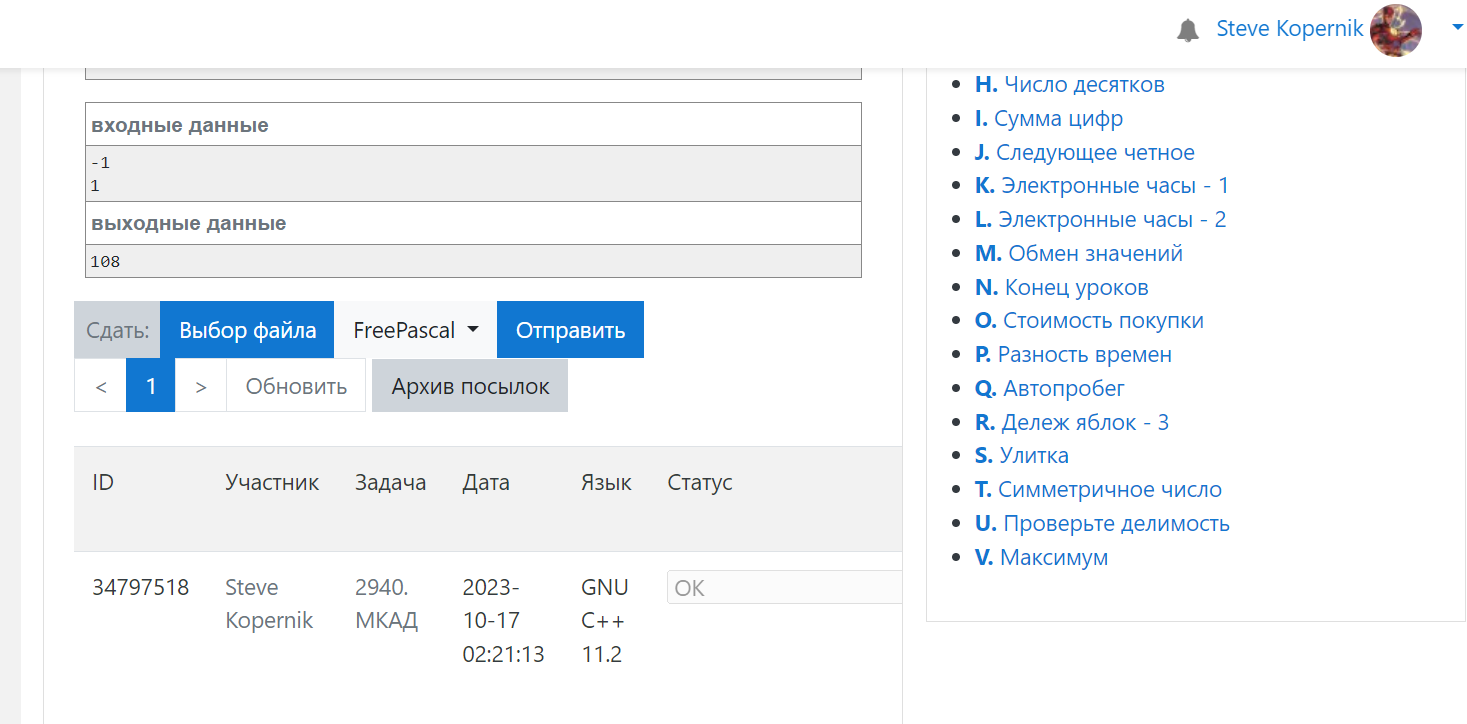 Steve Kopernik
входные данные
-1
1
выходные данные
108
Сдать: Выбор файла FreePascal Отправить
< 1 > Обновить Архив посылок
ID Участник Задача Дата Язык Статус
34797518 Steve Kopernik 2940. МКАД 2023-10-17 02:21:13 GNU C++ 11.2 OK
H. Число десятков
I. Сумма цифр
J. Следующее четное
K. Электронные часы - 1
L. Электронные часы - 2
M. Обмен значений
N. Конец уроков
O. Стоимость покупки
P. Разность времен
Q. Автопробег
R. Дележ яблок - 3
S. Улитка
T. Симметричное число
U. Проверьте делимость
V. Максимум